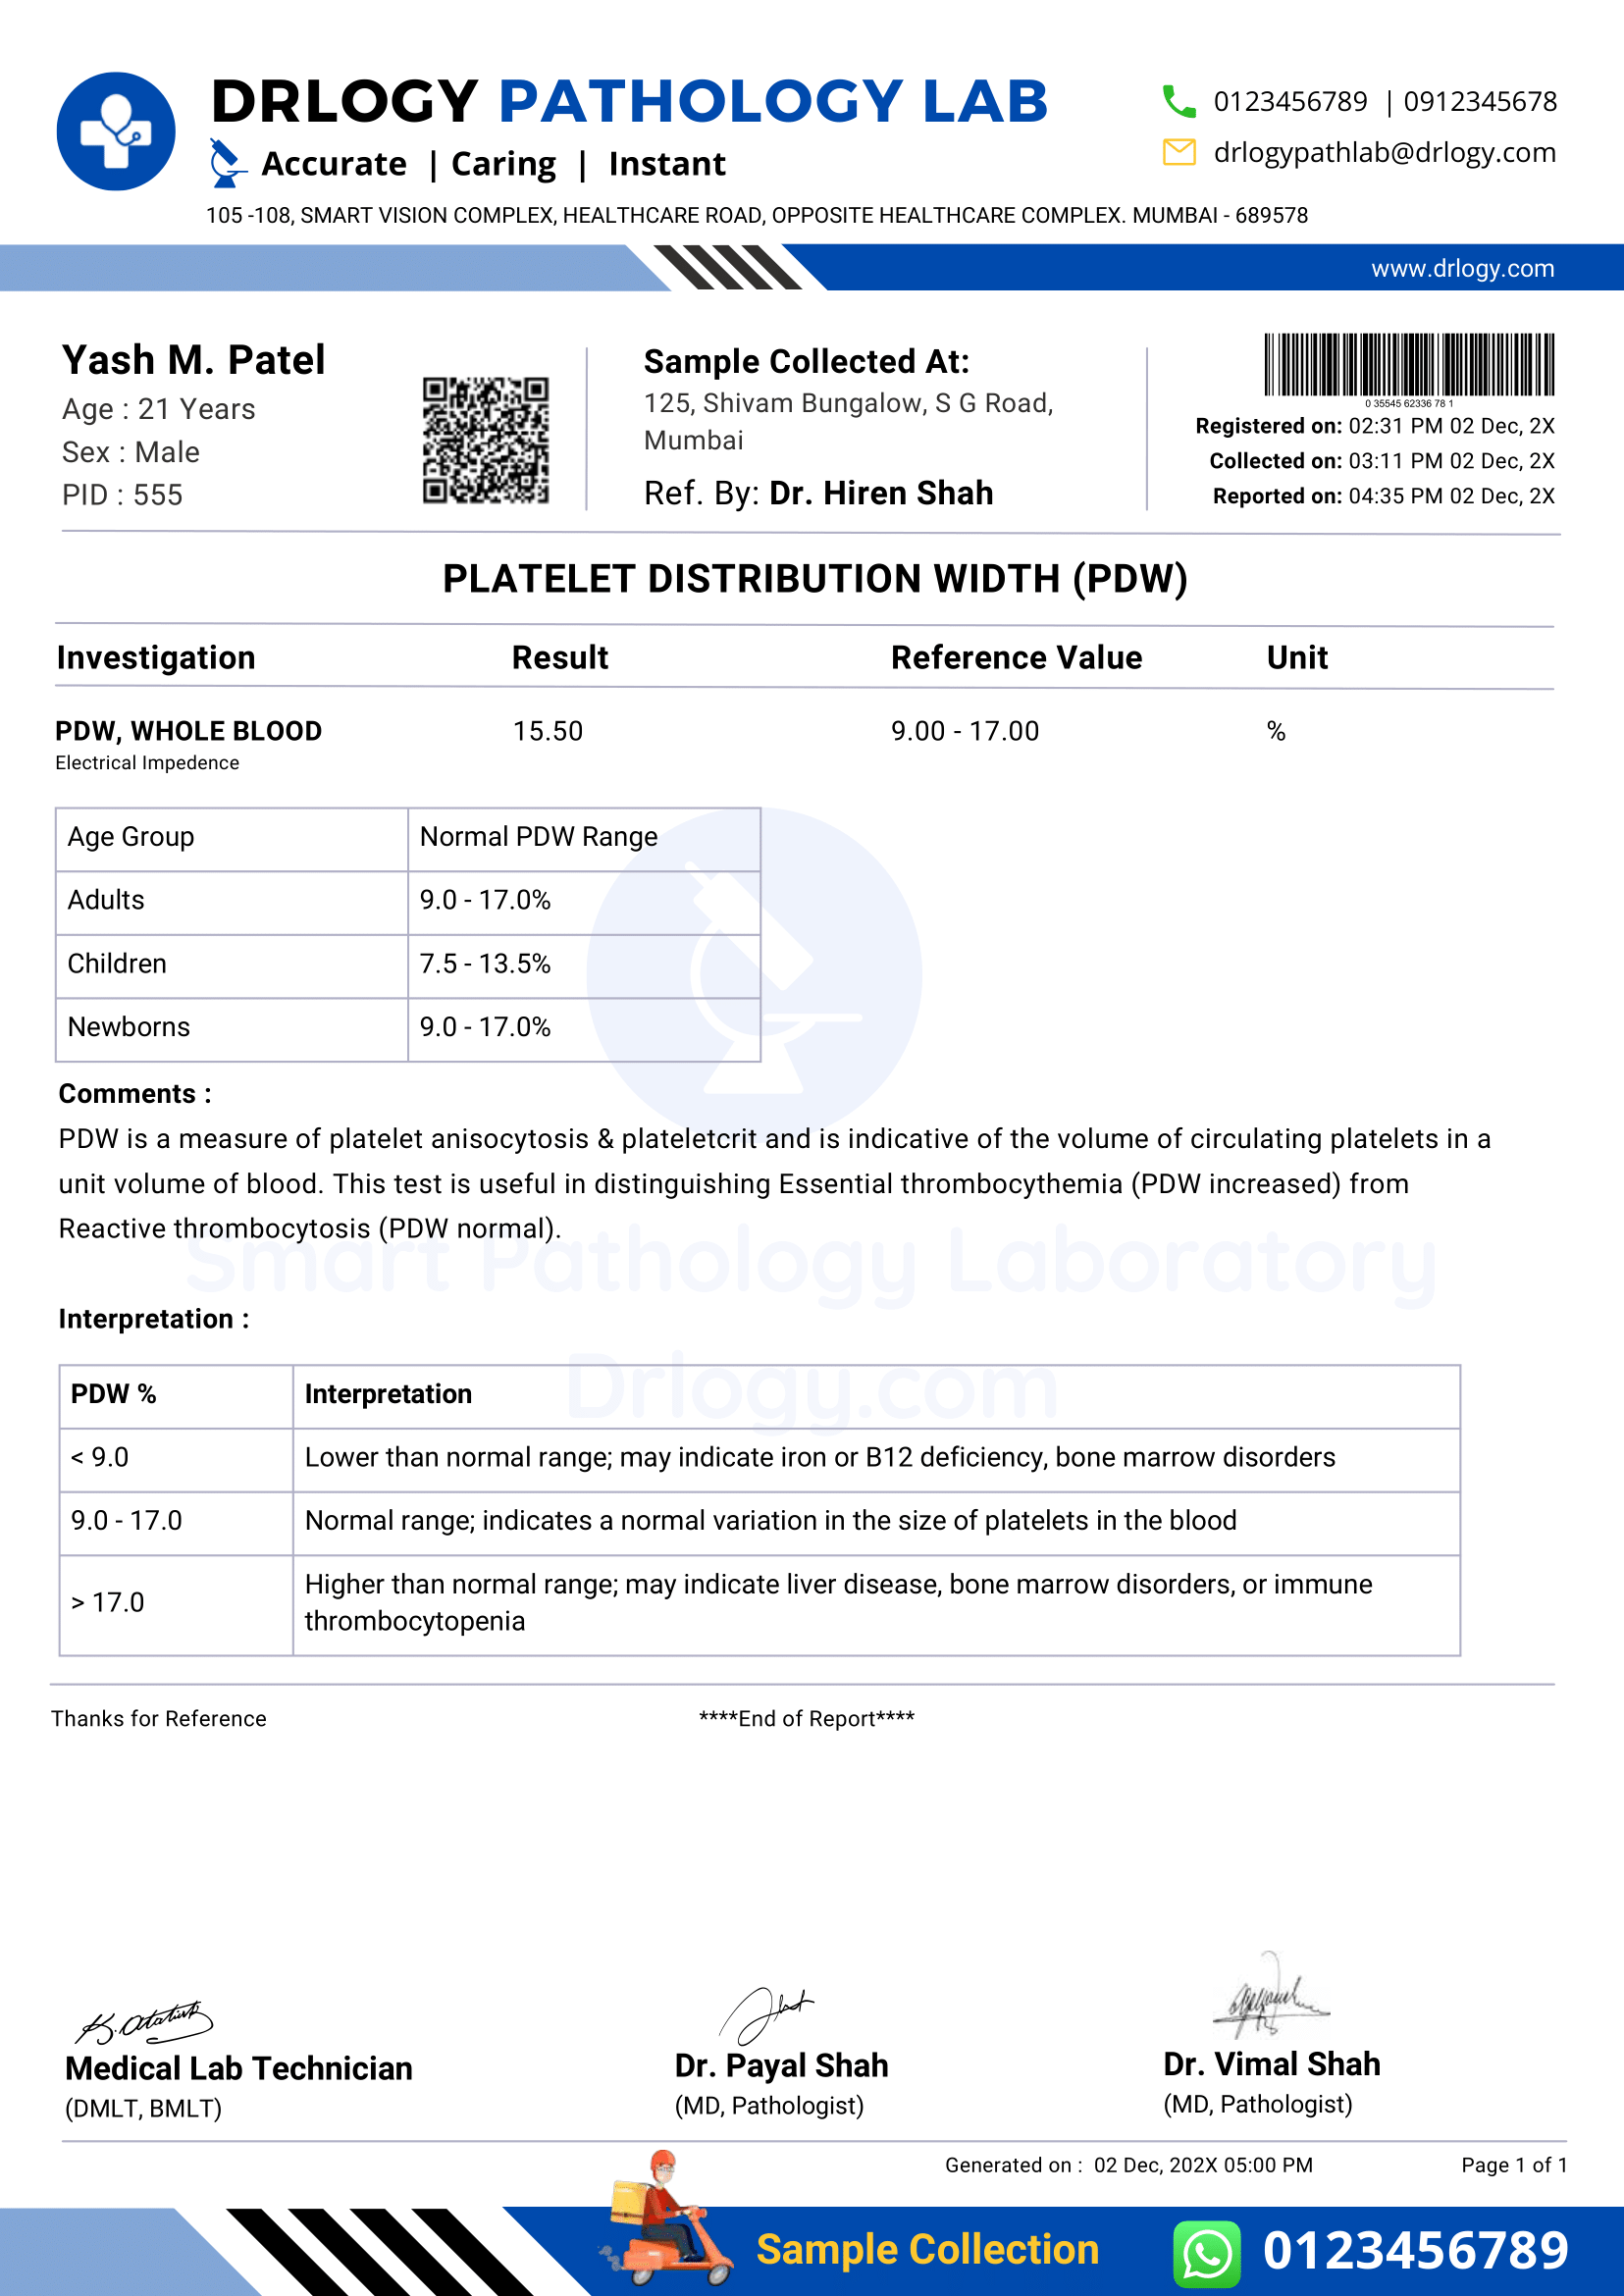 DRLOGY PATHOLOGY LAB
Accurate | Caring | Instant
0123456789 | 0912345678
drlogypathlab@drlogy.com
105 -108, SMART VISION COMPLEX, HEALTHCARE ROAD, OPPOSITE HEALTHCARE COMPLEX. MUMBAI - 689578
www.drlogy.com
Yash M. Patel
Age : 21 Years
Sex : Male
PID : 555
Sample Collected At:
125, Shivam Bungalow, S G Road,
Mumbai
Ref. By: Dr. Hiren Shah
0 35545 62336 78 1
Registered on: 02:31 PM 02 Dec, 2X
Collected on: 03:11 PM 02 Dec, 2X
Reported on: 04:35 PM 02 Dec, 2X
PLATELET DISTRIBUTION WIDTH (PDW)
Investigation Result Reference Value Unit
PDW, WHOLE BLOOD 15.50 9.00 - 17.00 %
Electrical Impedence
Age Group Normal PDW Range
Adults 9.0 - 17.0%
Children 7.5 - 13.5%
Newborns 9.0 - 17.0%
Comments :
PDW is a measure of platelet anisocytosis & plateletcrit and is indicative of the volume of circulating platelets in a
unit volume of blood. This test is useful in distinguishing Essential thrombocythemia (PDW increased) from
Reactive thrombocytosis (PDW normal).
Smart Pathology Laboratory
Interpretation :
Drlogy.com
PDW % Interpretation
< 9.0 Lower than normal range; may indicate iron or B12 deficiency, bone marrow disorders
9.0 - 17.0 Normal range; indicates a normal variation in the size of platelets in the blood
> 17.0 Higher than normal range; may indicate liver disease, bone marrow disorders, or immune
thrombocytopenia
Thanks for Reference ****End of Report****
Medical Lab Technician
(DMLT, BMLT)
Dr. Payal Shah
(MD, Pathologist)
Dr. Vimal Shah
(MD, Pathologist)
Generated on : 02 Dec, 202X 05:00 PM Page 1 of 1
Sample Collection 0123456789